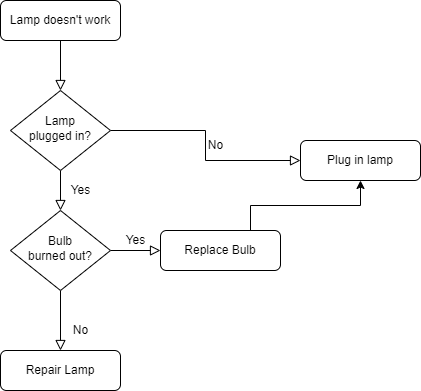 Lamp doesn't work
Lamp
plugged in?
No
Plug in lamp
Yes
Bulb
burned out?
Yes
Replace Bulb
No
Repair Lamp